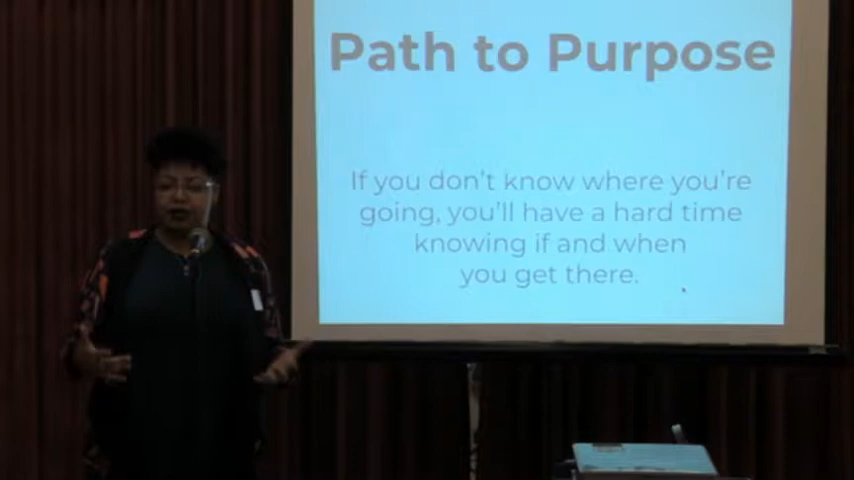 Path to Purpose
If you don't know where you're
going, you'll have a hard time
knowing if and when
you get there.